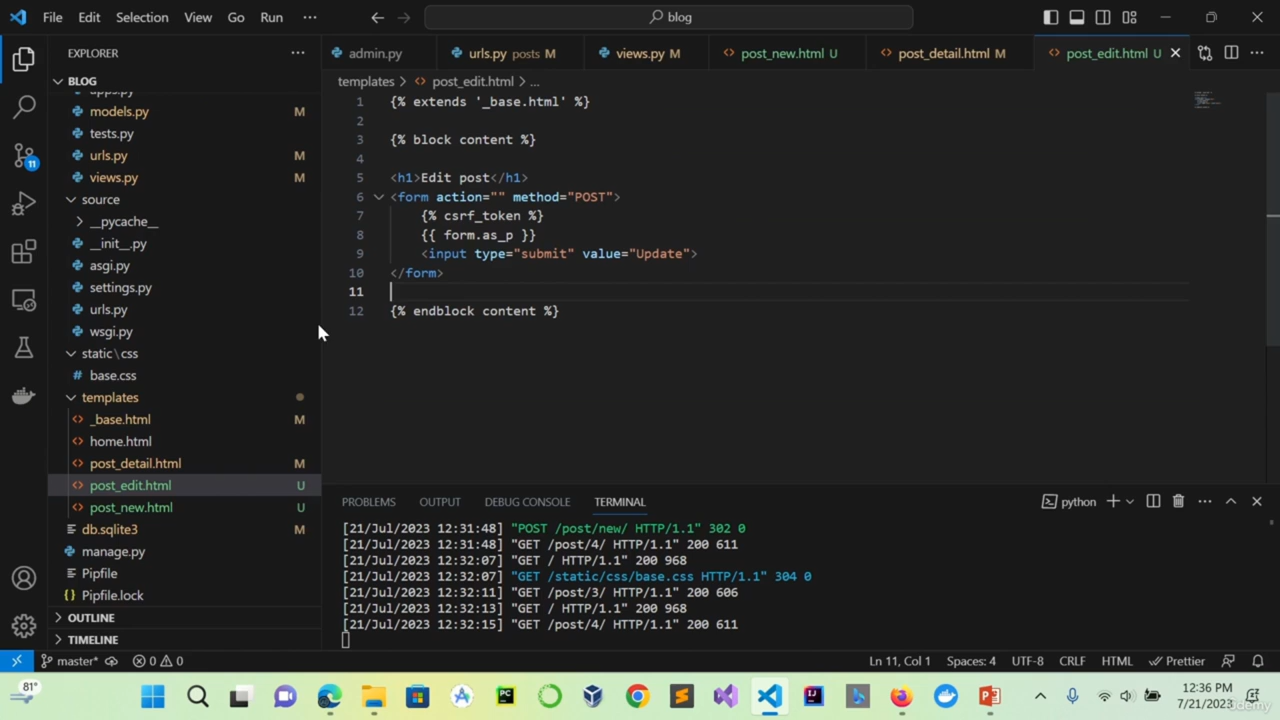 File Edit Selection View Go Run ··· blog
EXPLORER ···
BLOG
apps.py
models.py M
tests.py
urls.py M
views.py M
source
__pycache__
__init__.py
asgi.py
settings.py
urls.py
wsgi.py
static\css
base.css
templates
_base.html M
home.html
post_detail.html M
post_edit.html U
post_new.html U
db.sqlite3 M
manage.py
Pipfile
Pipfile.lock
OUTLINE
TIMELINE
11
admin.py urls.py posts M views.py M post_new.html U post_detail.html M post_edit.html U
templates > post_edit.html > ...
1 {% extends '_base.html' %}
2
3 {% block content %}
4
5 <h1>Edit post</h1>
6 <form action="" method="POST">
7 {% csrf_token %}
8 {{ form.as_p }}
9 <input type="submit" value="Update">
10 </form>
11
12 {% endblock content %}
PROBLEMS OUTPUT DEBUG CONSOLE TERMINAL python
[21/Jul/2023 12:31:48] "POST /post/new/ HTTP/1.1" 302 0
[21/Jul/2023 12:31:48] "GET /post/4/ HTTP/1.1" 200 611
[21/Jul/2023 12:32:07] "GET / HTTP/1.1" 200 968
[21/Jul/2023 12:32:07] "GET /static/css/base.css HTTP/1.1" 304 0
[21/Jul/2023 12:32:11] "GET /post/3/ HTTP/1.1" 200 606
[21/Jul/2023 12:32:13] "GET / HTTP/1.1" 200 968
[21/Jul/2023 12:32:15] "GET /post/4/ HTTP/1.1" 200 611
master* 0 0 Ln 11, Col 1 Spaces: 4 UTF-8 CRLF HTML Prettier
81° PC 12:36 PM
7/21/2023
Udemy